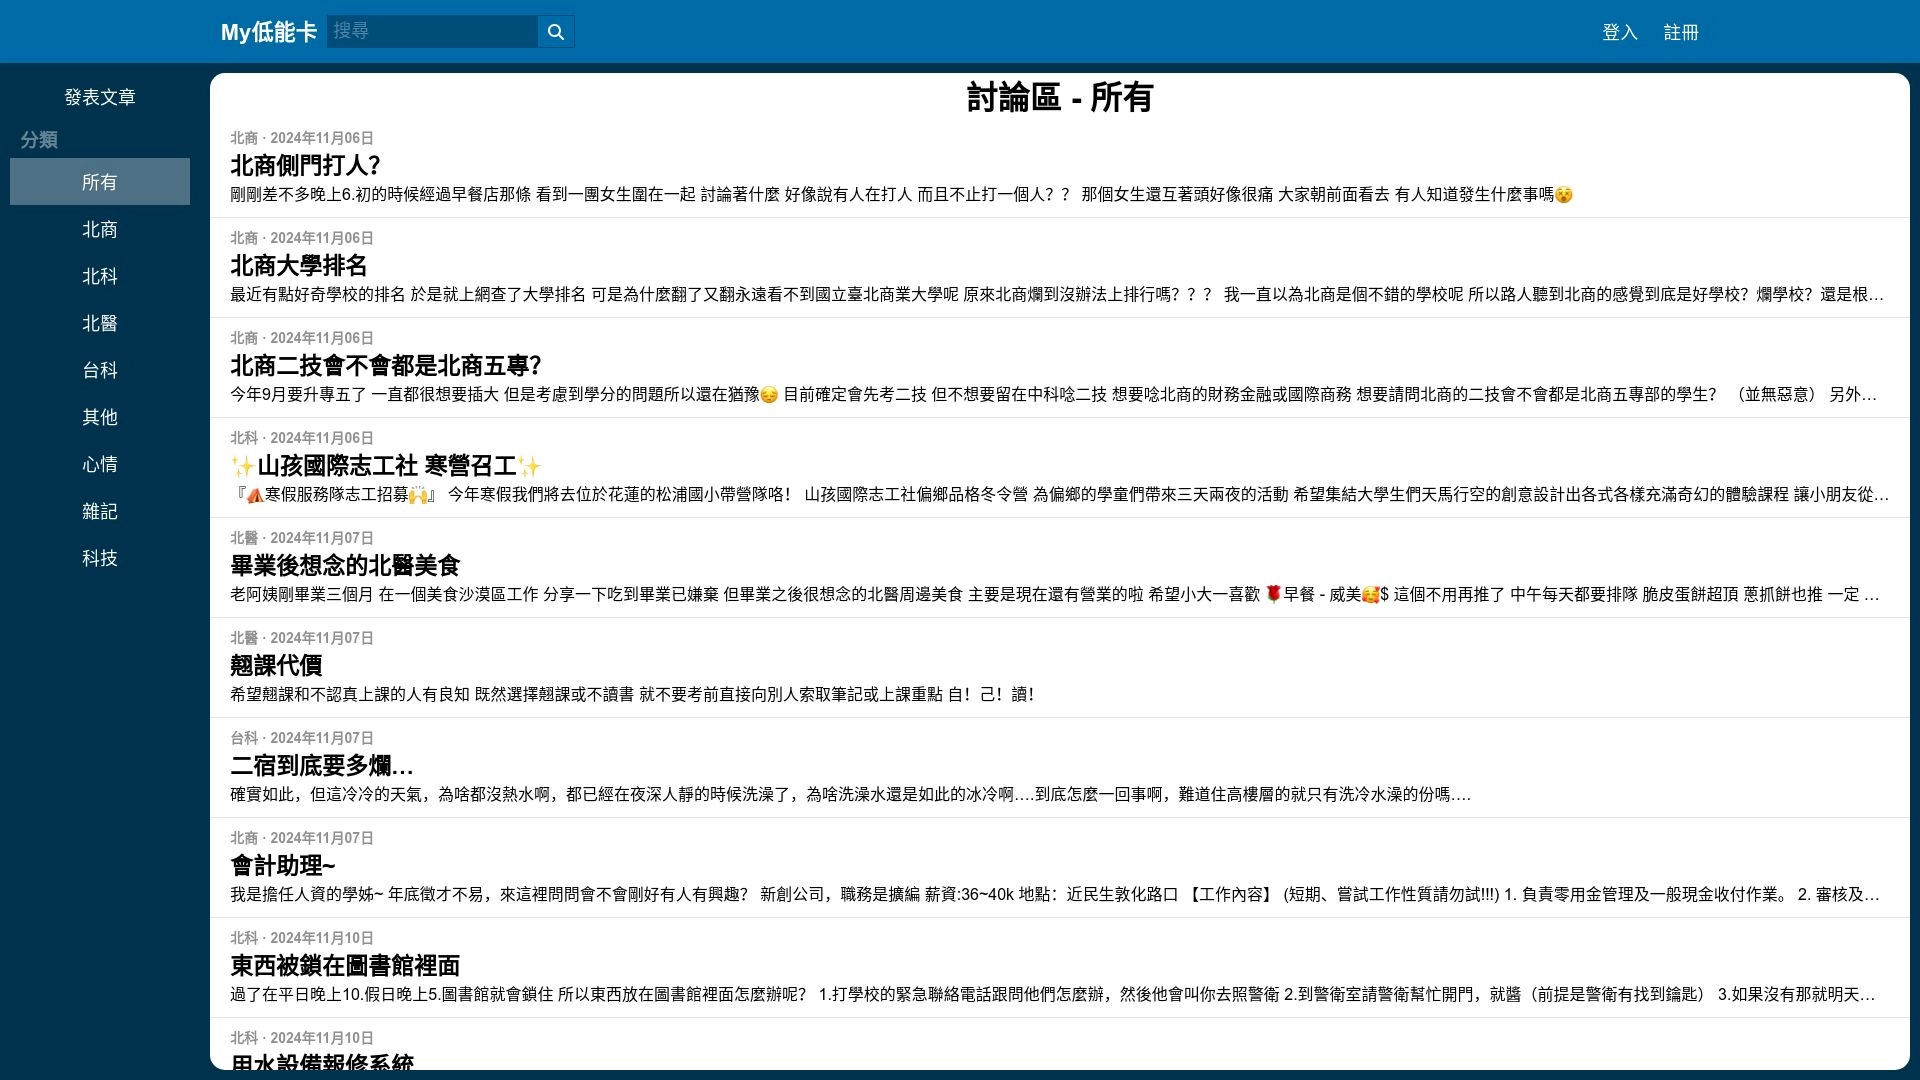 My低能卡
搜尋
登入
註冊
發表文章
分類
所有
北商
北科
北醫
台科
其他
心情
雜記
科技
討論區 - 所有
北商 · 2024年11月06日
北商側門打人？
剛剛差不多晚上6.初的時候經過早餐店那條 看到一團女生圍在一起 討論著什麼 好像說有人在打人 而且不止打一個人？？ 那個女生還互著頭好像很痛 大家朝前面看去 有人知道發生什麼事嗎😵
北商 · 2024年11月06日
北商大學排名
最近有點好奇學校的排名 於是就上網查了大學排名 可是為什麼翻了又翻永遠看不到國立臺北商業大學呢 原來北商爛到沒辦法上排行嗎？？？ 我一直以為北商是個不錯的學校呢 所以路人聽到北商的感覺到底是好學校？爛學校？還是根…
北商 · 2024年11月06日
北商二技會不會都是北商五專？
今年9月要升專五了 一直都很想要插大 但是考慮到學分的問題所以還在猶豫😔 目前確定會先考二技 但不想要留在中科唸二技 想要唸北商的財務金融或國際商務 想要請問北商的二技會不會都是北商五專部的學生？ （並無惡意） 另外…
北科 · 2024年11月06日
✨山孩國際志工社 寒營召工✨
『⛺寒假服務隊志工招募🙌』 今年寒假我們將去位於花蓮的松浦國小帶營隊咯！ 山孩國際志工社偏鄉品格冬令營 為偏鄉的學童們帶來三天兩夜的活動 希望集結大學生們天馬行空的創意設計出各式各樣充滿奇幻的體驗課程 讓小朋友從…
北醫 · 2024年11月07日
畢業後想念的北醫美食
老阿姨剛畢業三個月 在一個美食沙漠區工作 分享一下吃到畢業已嫌棄 但畢業之後很想念的北醫周邊美食 主要是現在還有營業的啦 希望小大一喜歡 🌹早餐 - 威美🥰$ 這個不用再推了 中午每天都要排隊 脆皮蛋餅超頂 蔥抓餅也推 一定 …
北醫 · 2024年11月07日
翹課代價
希望翹課和不認真上課的人有良知 既然選擇翹課或不讀書 就不要考前直接向別人索取筆記或上課重點 自！己！讀！
台科 · 2024年11月07日
二宿到底要多爛…
確實如此，但這冷冷的天氣，為啥都沒熱水啊，都已經在夜深人靜的時候洗澡了，為啥洗澡水還是如此的冰冷啊….到底怎麼一回事啊，難道住高樓層的就只有洗冷水澡的份嗎….
北商 · 2024年11月07日
會計助理~
我是擔任人資的學姊~ 年底徵才不易，來這裡問問會不會剛好有人有興趣？ 新創公司，職務是擴編 薪資:36~40k 地點：近民生敦化路口 【工作內容】 (短期、嘗試工作性質請勿試!!!) 1. 負責零用金管理及一般現金收付作業。 2. 審核及…
北科 · 2024年11月10日
東西被鎖在圖書館裡面
過了在平日晚上10.假日晚上5.圖書館就會鎖住 所以東西放在圖書館裡面怎麼辦呢？ 1.打學校的緊急聯絡電話跟問他們怎麼辦，然後他會叫你去照警衛 2.到警衛室請警衛幫忙開門，就醬（前提是警衛有找到鑰匙） 3.如果沒有那就明天…
北科 · 2024年11月10日
用水設備報修系統